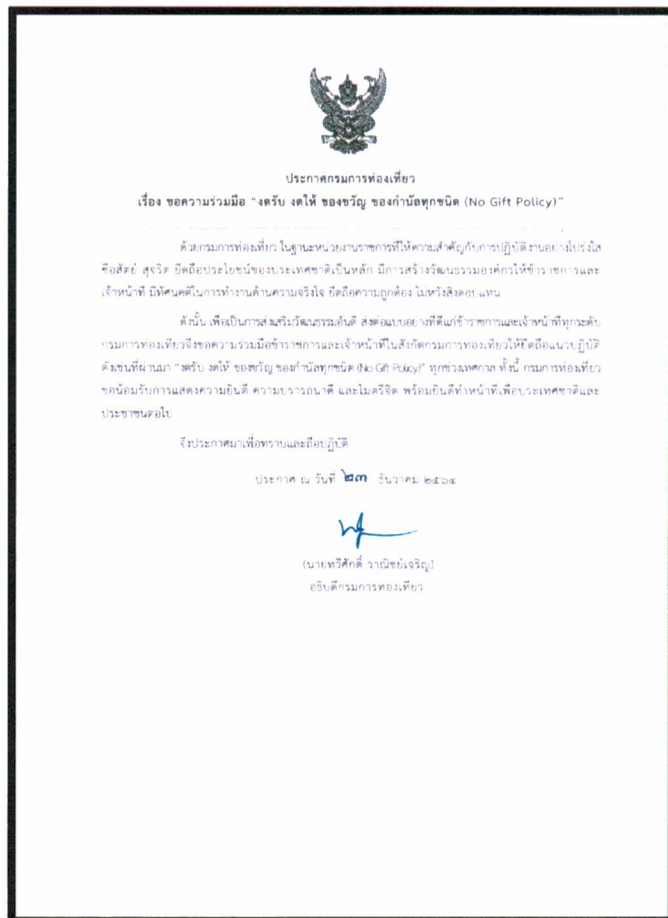 ประกาศกรมการท่องเที่ยว
เรื่อง ขอความร่วมมือ "งดรับ งดให้ ของขวัญ ของกำนัลทุกชนิด (No Gift Policy)"
ด้วยกรมการท่องเที่ยว ในฐานะหน่วยงานราชการที่ให้ความสำคัญกับการปฏิบัติงานอย่างโปร่งใส
ซื่อสัตย์ สุจริต ยึดถือประโยชน์ของประเทศชาติเป็นหลัก มีการสร้างวัฒนธรรมองค์กรให้ข้าราชการและ
เจ้าหน้าที่ มีทัศนคติในการทำงานด้วยความจริงใจ ยึดถือความถูกต้อง ไม่หวังสิ่งตอบแทน
ดังนั้น เพื่อเป็นการส่งเสริมวัฒนธรรมอันดี ส่งต่อแบบอย่างที่ดีแก่ข้าราชการและเจ้าหน้าที่ทุกระดับ
กรมการท่องเที่ยวจึงขอความร่วมมือข้าราชการและเจ้าหน้าที่ในสังกัดกรมการท่องเที่ยวให้ยึดถือแนวปฏิบัติ
ดังเช่นที่ผ่านมา "งดรับ งดให้ ของขวัญ ของกำนัลทุกชนิด (No Gift Policy)" ทุกช่วงเทศกาล ทั้งนี้ กรมการท่องเที่ยว
ขอน้อมรับการแสดงความยินดี ความปรารถนาดี และไมตรีจิต พร้อมยินดีทำหน้าที่เพื่อประเทศชาติและ
ประชาชนต่อไป
จึงประกาศมาเพื่อทราบและถือปฏิบัติ
ประกาศ ณ วันที่ ๒๓ ธันวาคม ๒๕๖๔
(นายทวีศักดิ์ วาณิชย์เจริญ)
อธิบดีกรมการท่องเที่ยว